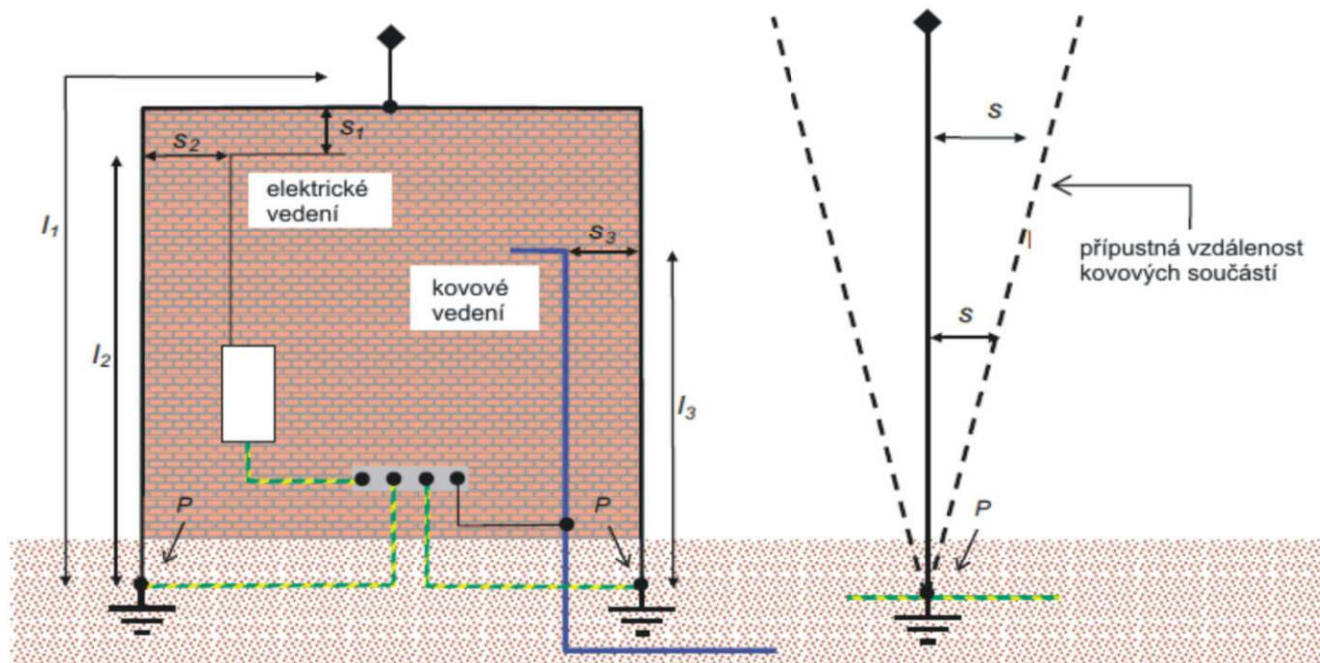 s1
s2
elektrické
vedení
l1
s3
kovové
vedení
l2
l3
P
P
s
přípustná vzdálenost
kovových součástí
s
P